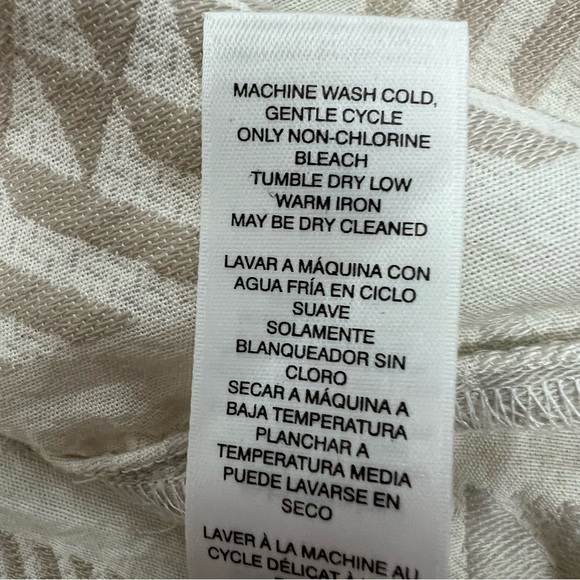 MACHINE WASH COLD,
GENTLE CYCLE
ONLY NON-CHLORINE
BLEACH
TUMBLE DRY LOW
WARM IRON
MAY BE DRY CLEANED
LAVAR A MÁQUINA CON
AGUA FRÍA EN CICLO
SUAVE
SOLAMENTE
BLANQUEADOR SIN
CLORO
SECAR A MÁQUINA A
BAJA TEMPERATURA
PLANCHAR A
TEMPERATURA MEDIA
PUEDE LAVARSE EN
SECO
LAVER À LA MACHINE AU
CYCLE DÉLICAT À